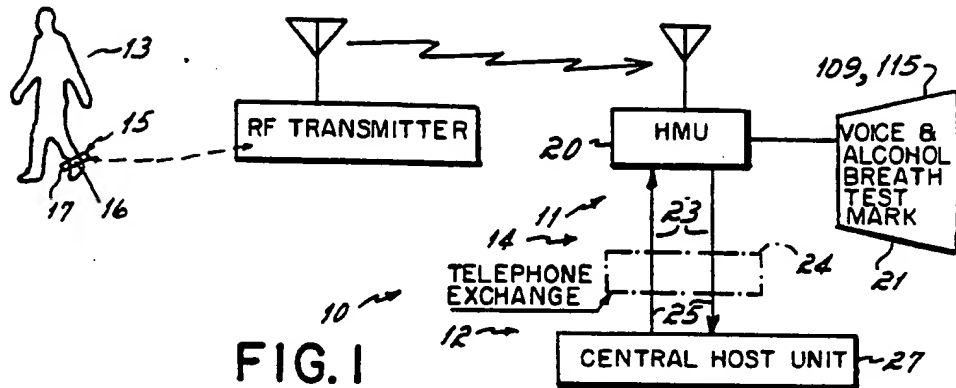 13
15
17
16
RF TRANSMITTER
HMU
20
109, 115
VOICE &
ALCOHOL
BREATH
TEST
MARK
21
11
23
14
24
TELEPHONE
EXCHANGE
10
12
25
CENTRAL HOST UNIT
27
FIG. 1